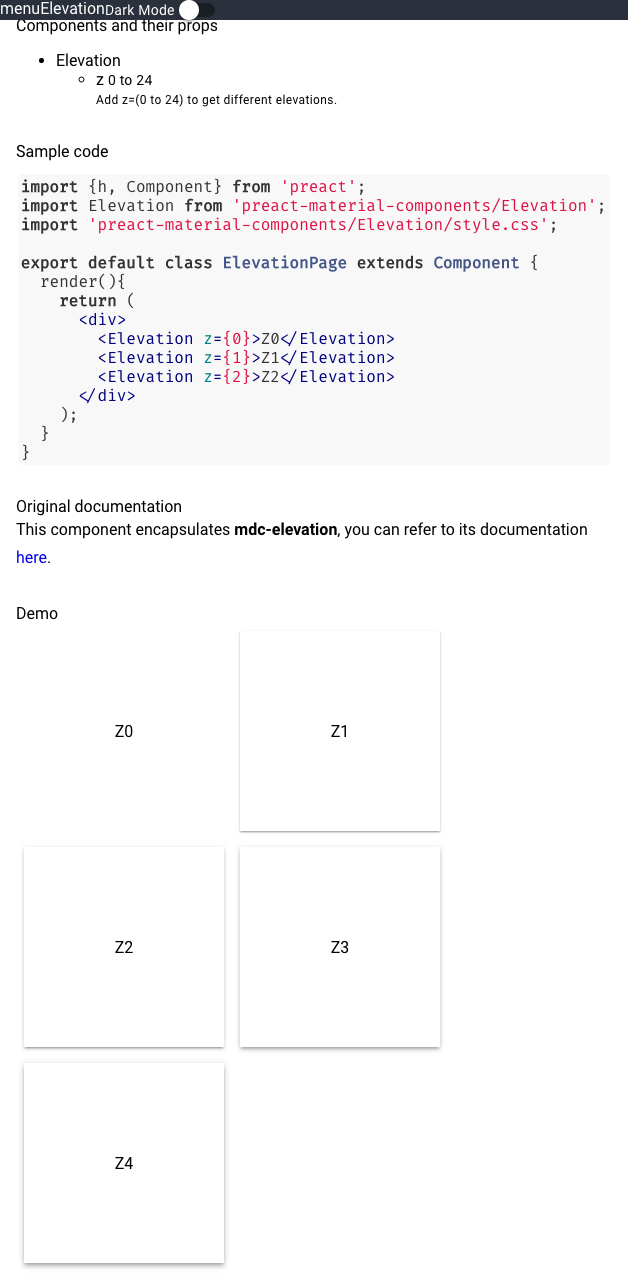 menuElevationDark Mode
Components and their props
Elevation
z 0 to 24
Add z=(0 to 24) to get different elevations.
Sample code
import {h, Component} from 'preact';
import Elevation from 'preact-material-components/Elevation';
import 'preact-material-components/Elevation/style.css';
export default class ElevationPage extends Component {
render(){
return (
<div>
<Elevation z={0}>Z0</Elevation>
<Elevation z={1}>Z1</Elevation>
<Elevation z={2}>Z2</Elevation>
</div>
);
}
}
Original documentation
This component encapsulates mdc-elevation, you can refer to its documentation
here.
Demo
Z0
Z1
Z2
Z3
Z4